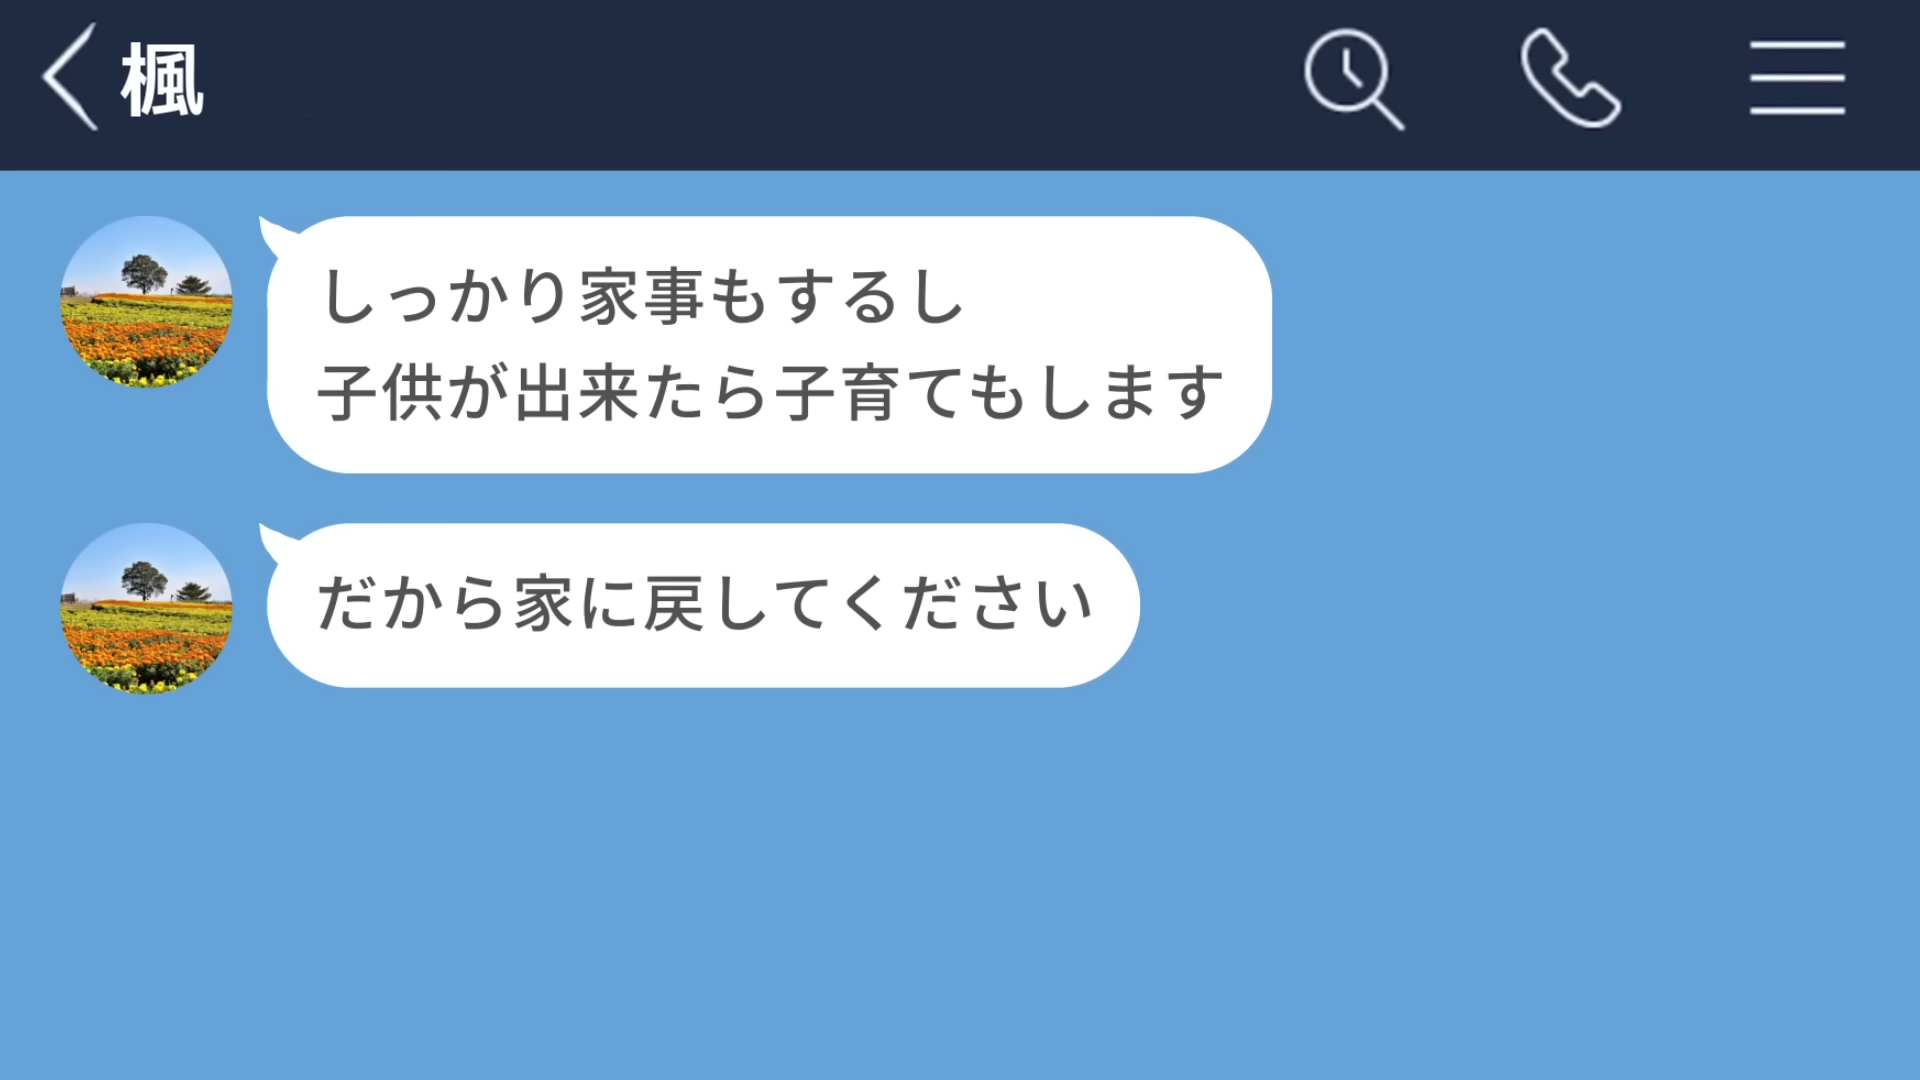 楓
しっかり家事もするし
子供が出来たら子育てもします
だから家に戻してください